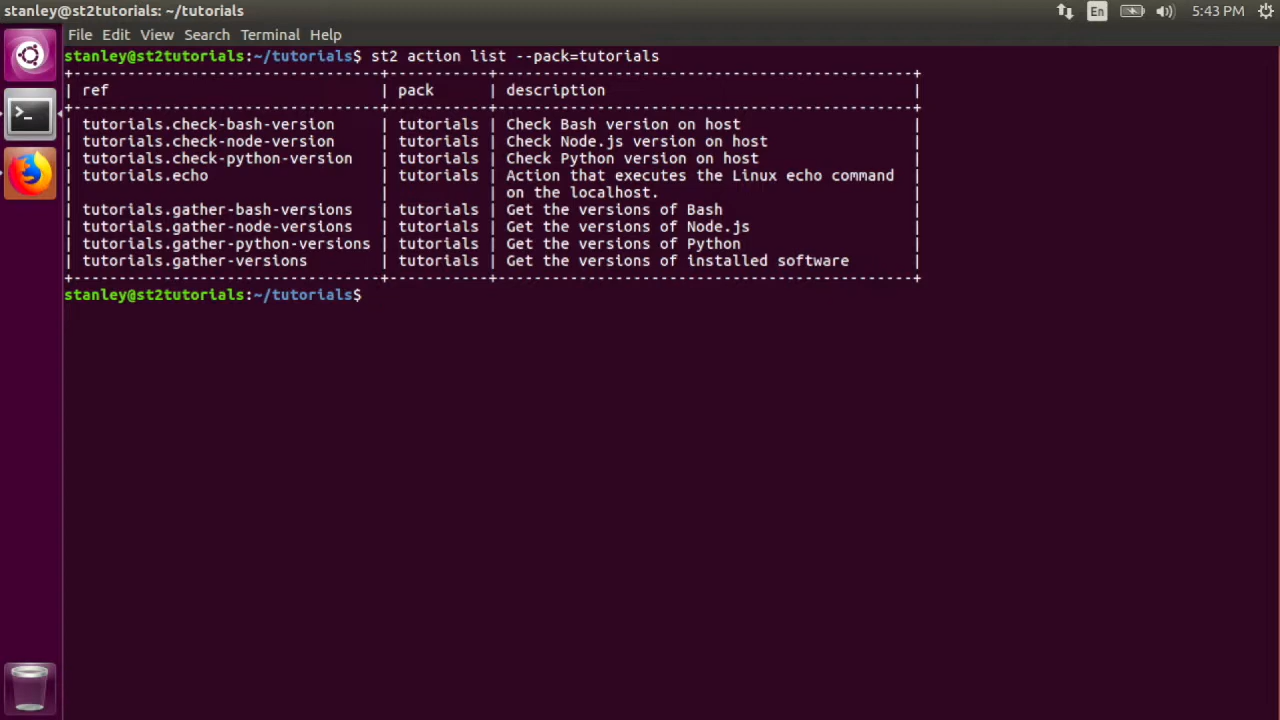 stanley@st2tutorials: ~/tutorials
En
5:43 PM
File Edit View Search Terminal Help
stanley@st2tutorials:~/tutorials$ st2 action list --pack=tutorials
+-----------------------------------+-----------+----------------------------------------------+
| ref                               | pack      | description                                  |
+-----------------------------------+-----------+----------------------------------------------+
| tutorials.check-bash-version      | tutorials | Check Bash version on host                   |
| tutorials.check-node-version      | tutorials | Check Node.js version on host                |
| tutorials.check-python-version    | tutorials | Check Python version on host                 |
| tutorials.echo                    | tutorials | Action that executes the Linux echo command  |
|                                   |           | on the localhost.                            |
| tutorials.gather-bash-versions    | tutorials | Get the versions of Bash                     |
| tutorials.gather-node-versions    | tutorials | Get the versions of Node.js                  |
| tutorials.gather-python-versions  | tutorials | Get the versions of Python                   |
| tutorials.gather-versions         | tutorials | Get the versions of installed software       |
+-----------------------------------+-----------+----------------------------------------------+
stanley@st2tutorials:~/tutorials$